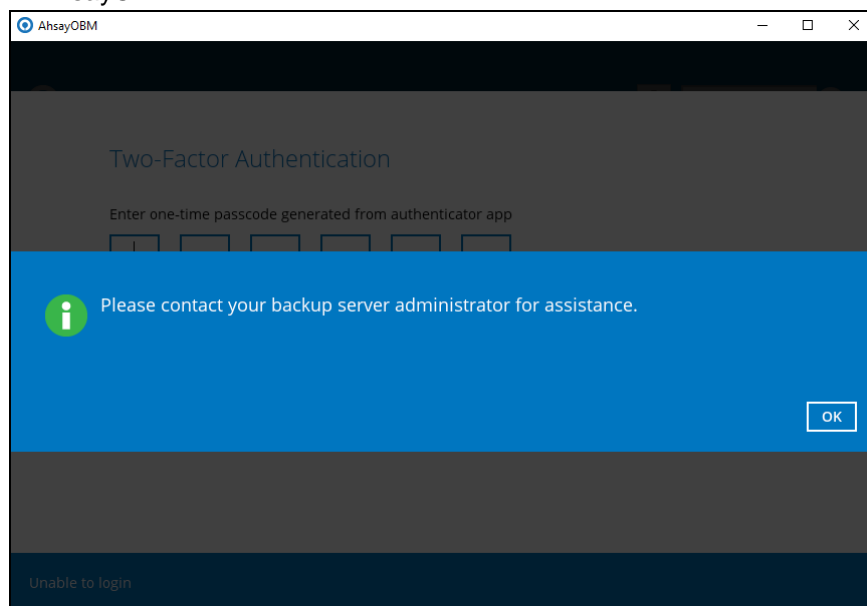 AhsayOBM
Two-Factor Authentication
Enter one-time passcode generated from authenticator app
Please contact your backup server administrator for assistance.
OK
Unable to login